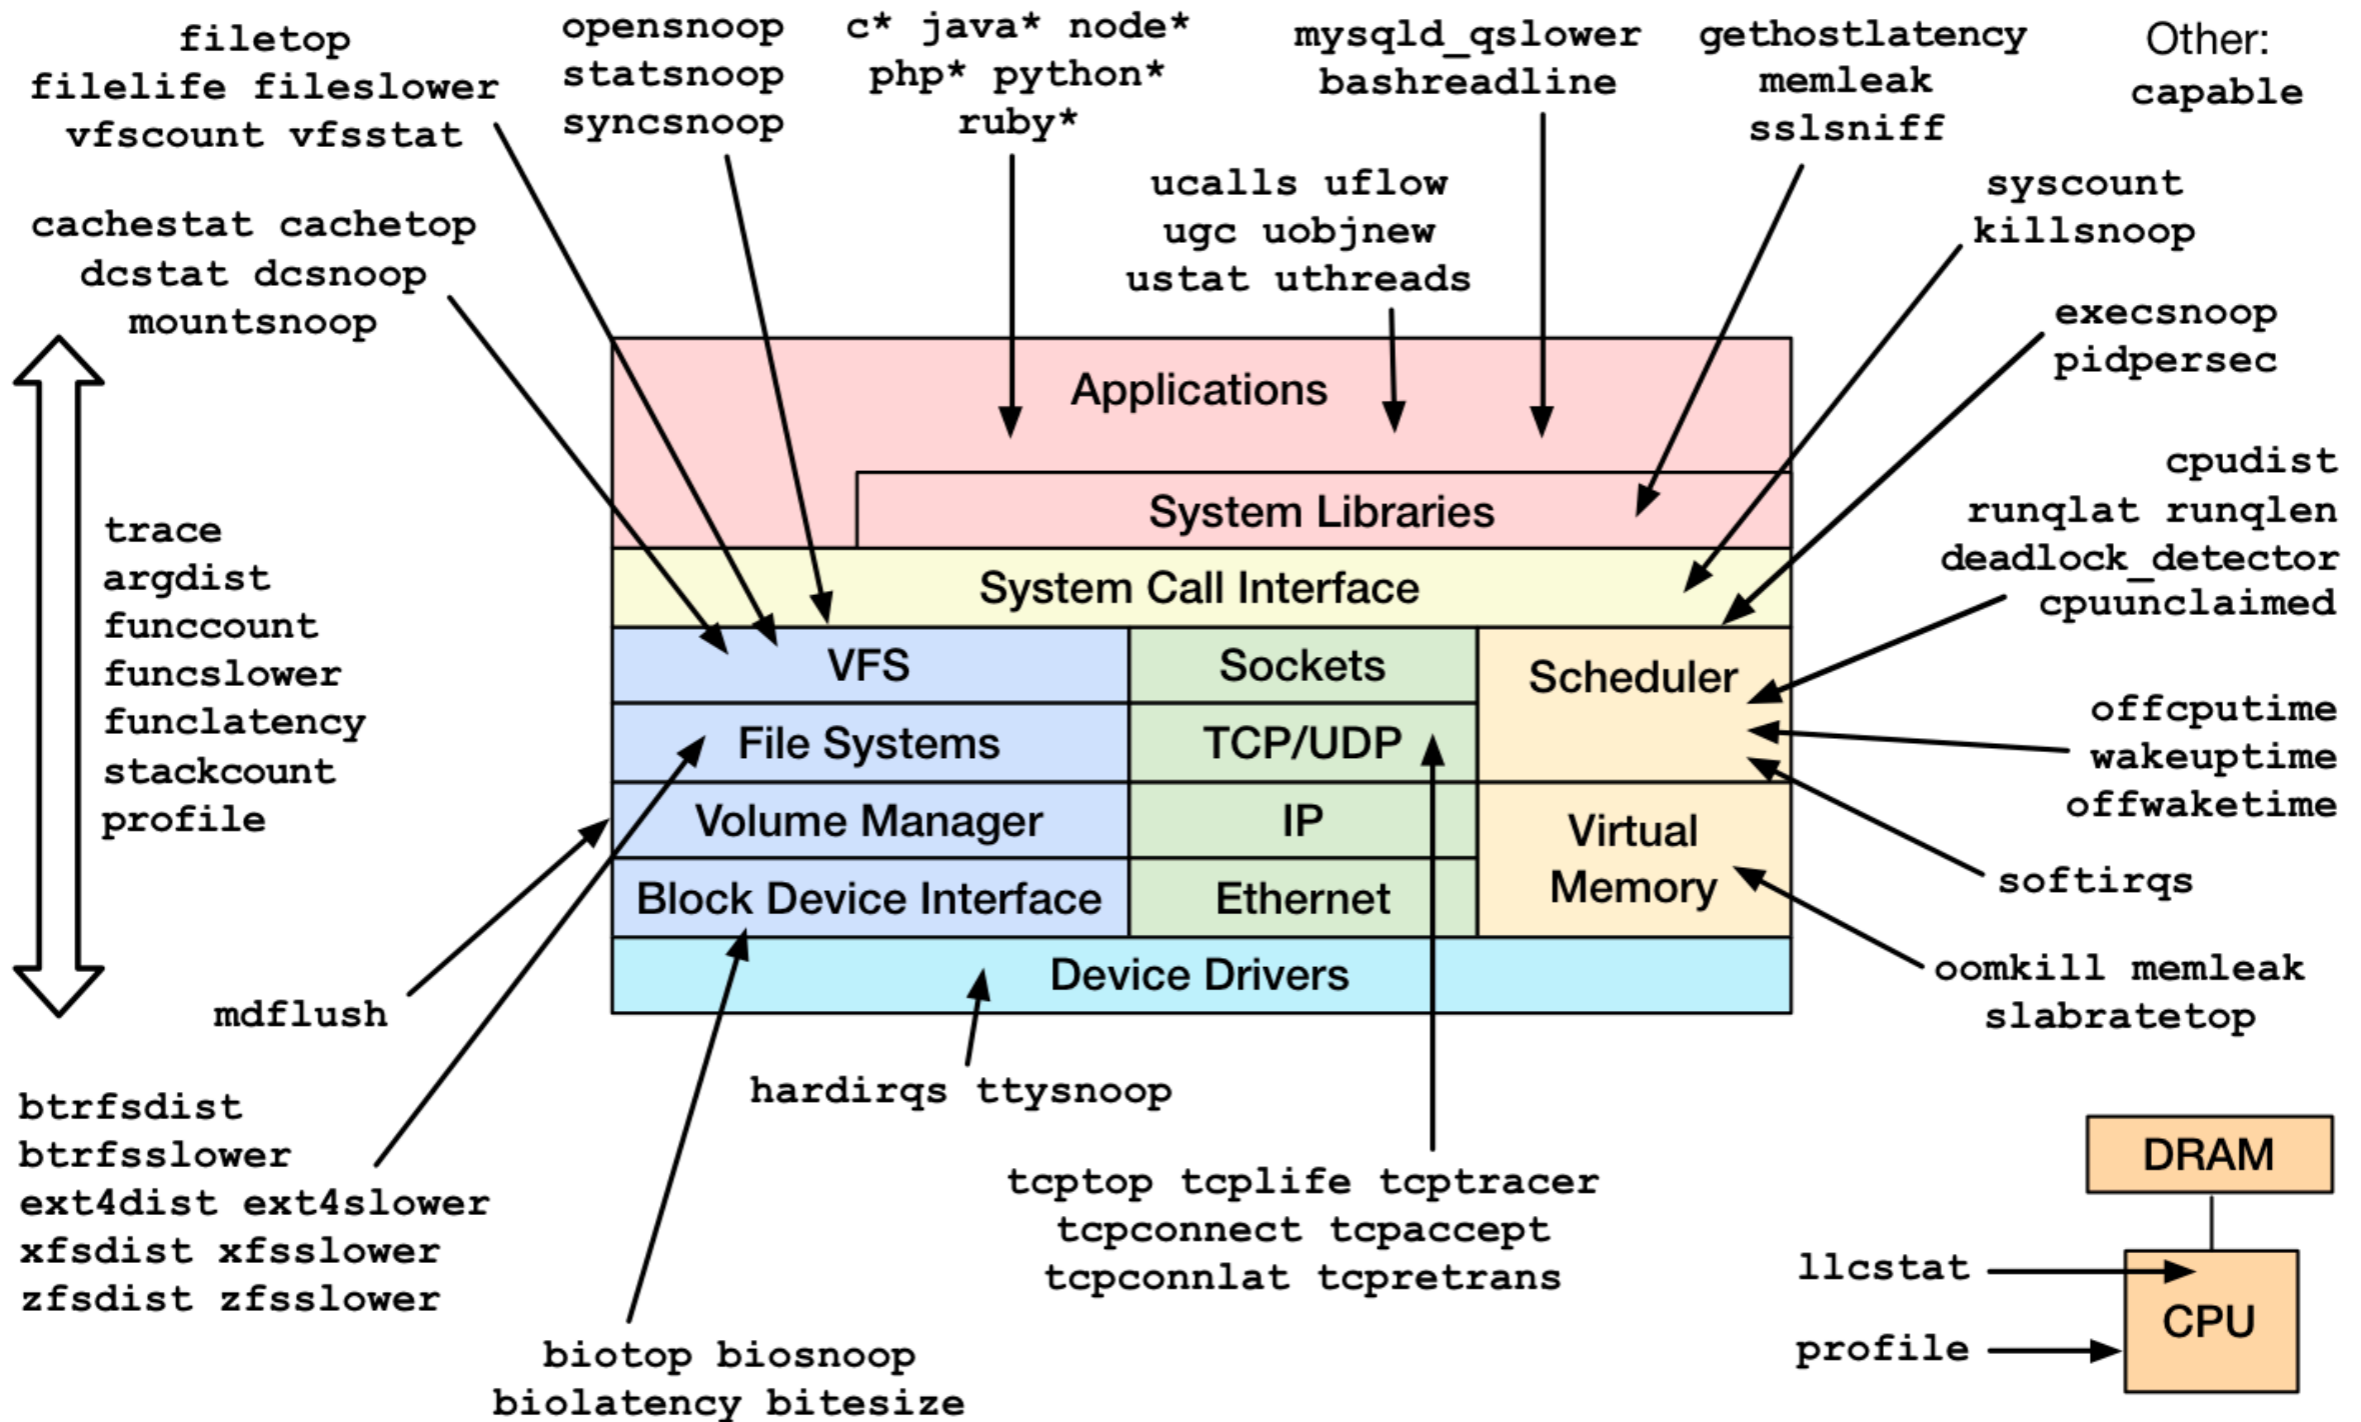 filetop
filelife fileslower
vfscount vfsstat
opensnoop
statsnoop
syncsnoop
c* java* node*
php* python*
ruby*
mysqld_qslower
bashreadline
gethostlatency
memleak
sslsniff
Other:
capable
cachestat cachetop
dcstat dcsnoop
mountsnoop
ucalls uflow
ugc uobjnew
ustat uthreads
syscount
killsnoop
execsnoop
pidpersec
trace
argdist
funccount
funcslower
funclatency
stackcount
profile
Applications
System Libraries
System Call Interface
VFS
File Systems
Volume Manager
Block Device Interface
Sockets
TCP/UDP
IP
Ethernet
Scheduler
Virtual
Memory
Device Drivers
cpudist
runqlat runqlen
deadlock_detector
cpuunclaimed
offcputime
wakeuptime
offwaketime
softirqs
oomkill memleak
slabratetop
mdflush
hardirqs ttysnoop
btrfsdist
btrfsslower
ext4dist ext4slower
xfsdist xfsslower
zfsdist zfsslower
biotop biosnoop
biolatency bitesize
tcptop tcplife tcptracer
tcpconnect tcpaccept
tcpconnlat tcpretrans
DRAM
llcstat
CPU
profile